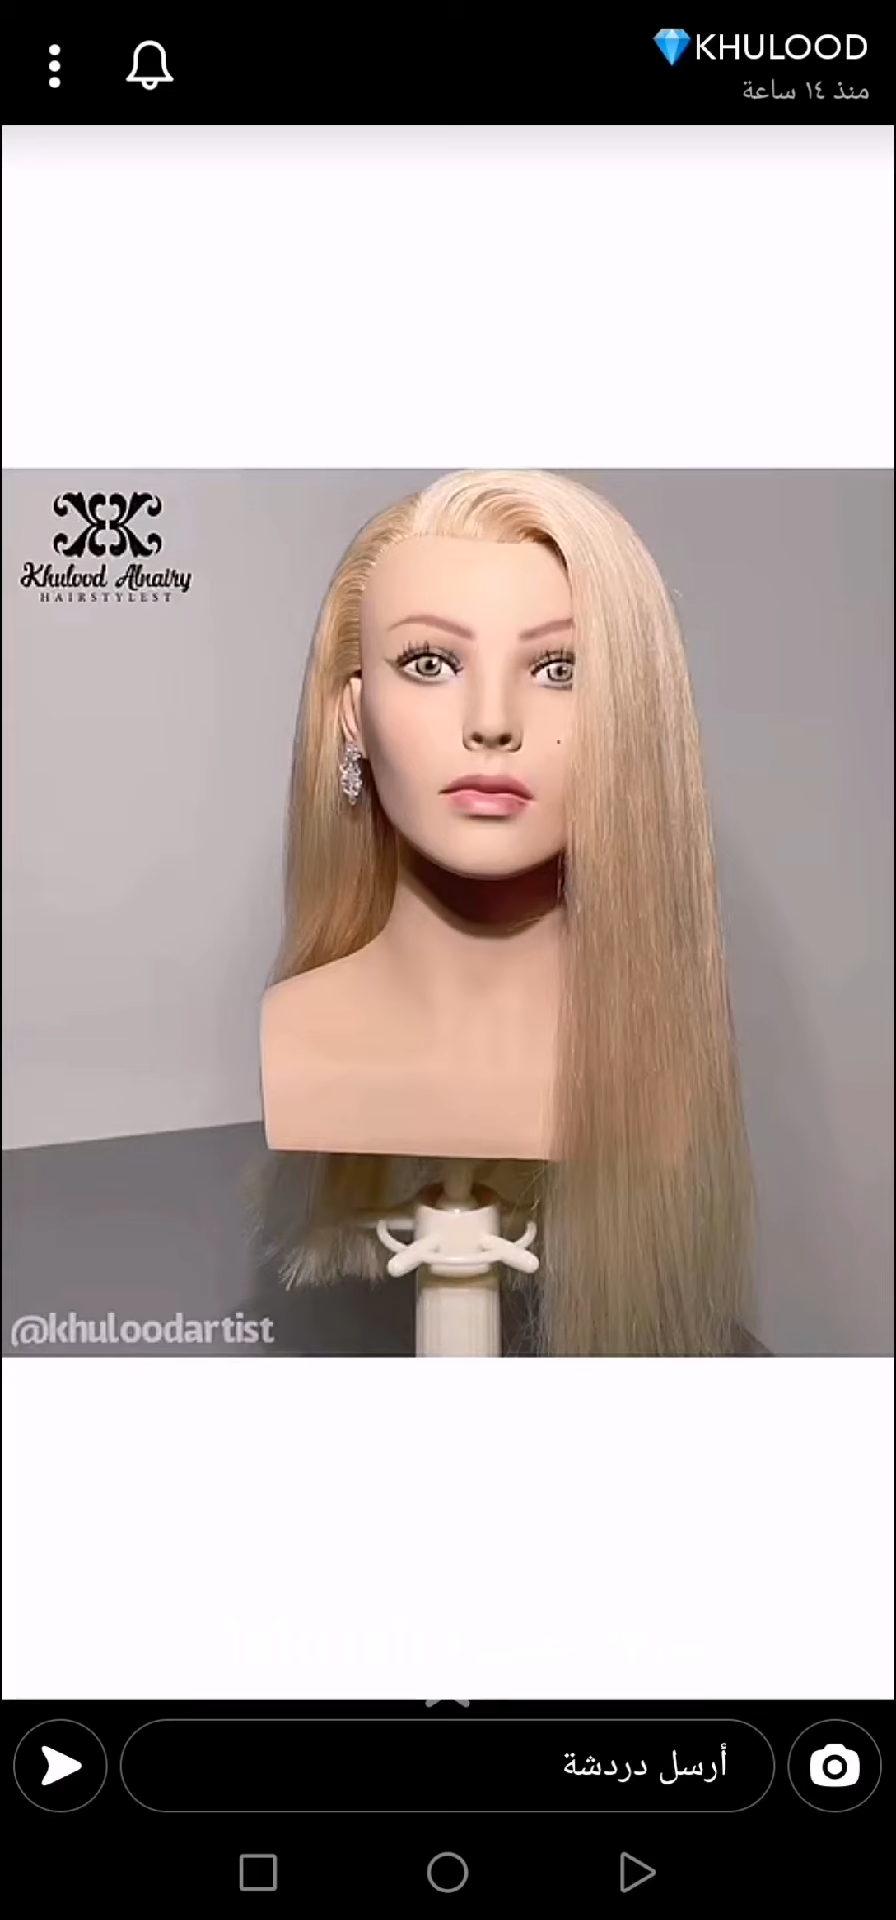 💎KHULOOD
منذ ١٤ ساعة
Khulood Alnairy
HAIRSTYLEST
@khuloodartist
أرسل دردشة